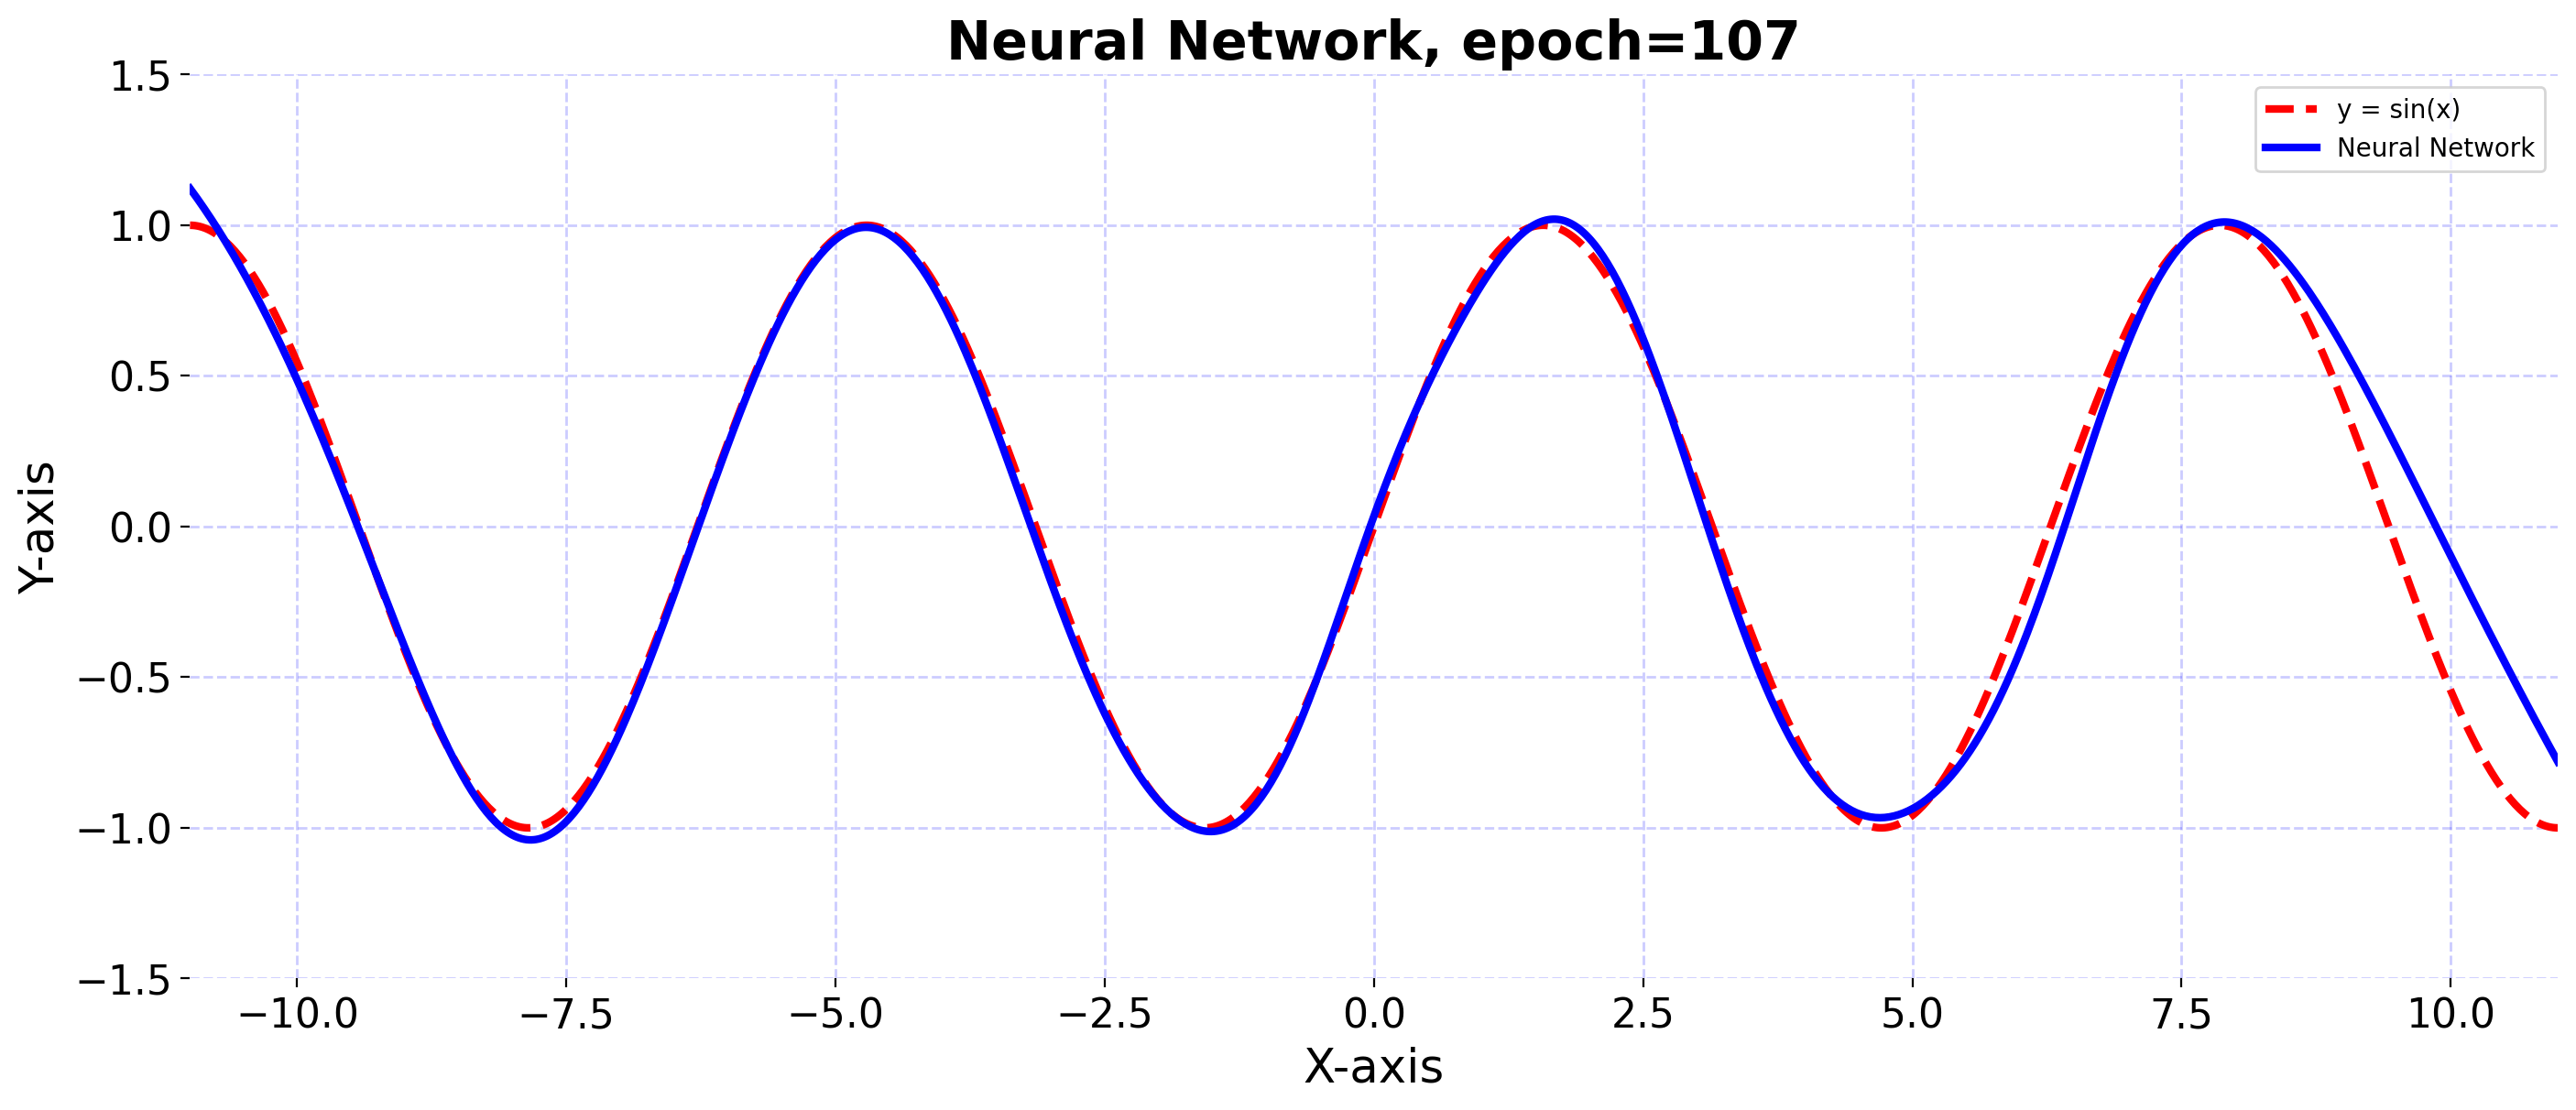 Neural Network, epoch=107
y = sin(x)
Neural Network
1.5
1.0
0.5
0.0
−0.5
−1.0
−1.5
Y-axis
−10.0 −7.5 −5.0 −2.5 0.0 2.5 5.0 7.5 10.0
X-axis